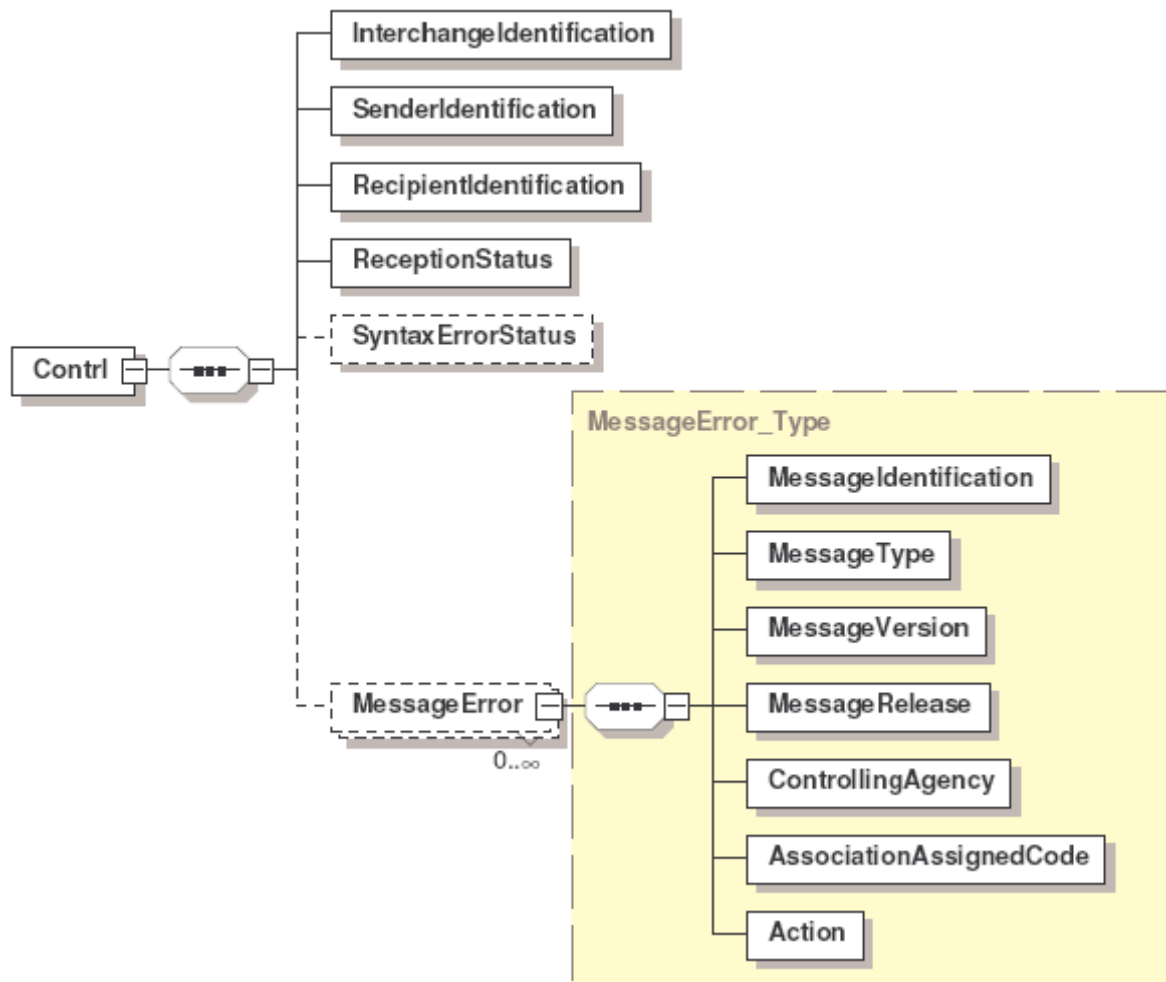 InterchangeIdentification
SenderIdentification
RecipientIdentification
ReceptionStatus
SyntaxErrorStatus
Contrl
MessageError_Type
MessageIdentification
MessageType
MessageVersion
MessageError
MessageRelease
0..∞
ControllingAgency
AssociationAssignedCode
Action